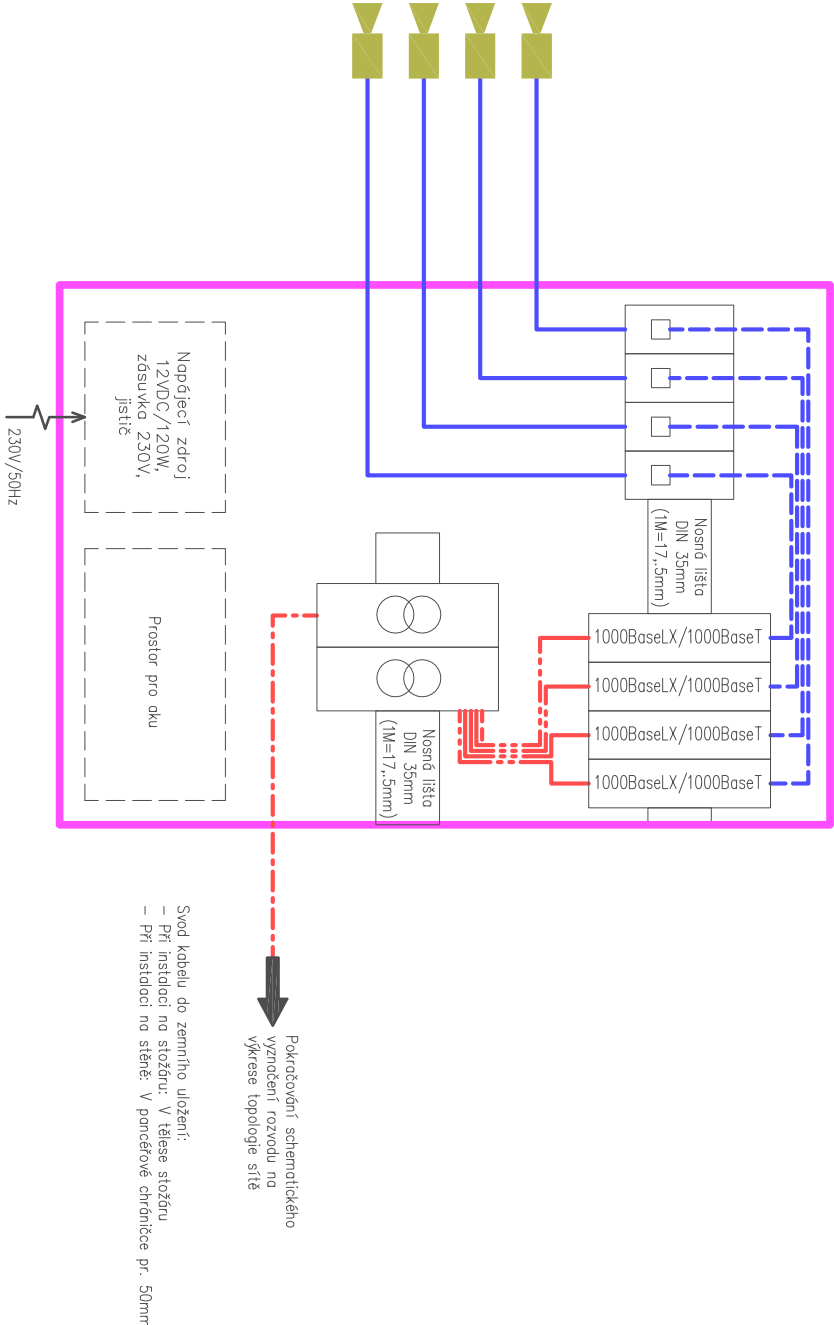 Nosná lišta
DIN 35mm
(1M=17,.5mm)
1000BaseLX/1000BaseT
1000BaseLX/1000BaseT
1000BaseLX/1000BaseT
1000BaseLX/1000BaseT
Nosná lišta
DIN 35mm
(1M=17,.5mm)
Napájecí zdroj
12VDC/120W,
zásuvka 230V,
jistič
Prostor pro aku
230V/50Hz
Pokračování schematického
vyznačení rozvodu na
výkrese topologie sítě
Svod kabelu do zemního uložení:
– Při instalaci na stožáru: V tělese stožáru
– Při instalaci na stěně: V pancéřové chráničce pr. 50mm